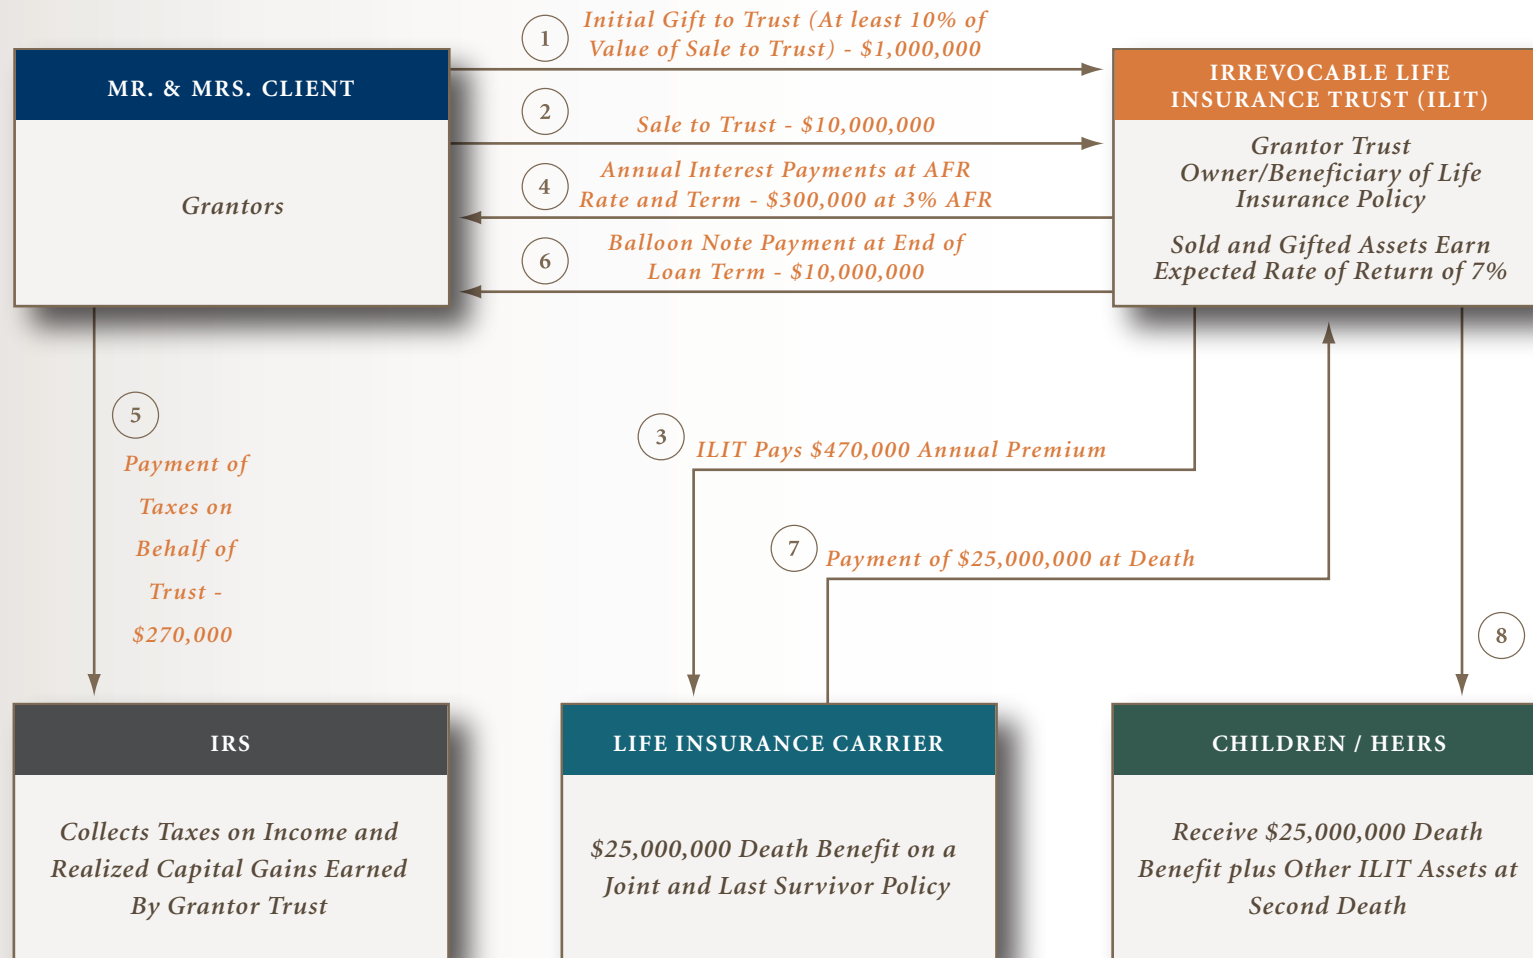 1
Initial Gift to Trust (At least 10% of
Value of Sale to Trust) - $1,000,000
MR. & MRS. CLIENT
Grantors
2
Sale to Trust - $10,000,000
4
Annual Interest Payments at AFR
Rate and Term - $300,000 at 3% AFR
6
Balloon Note Payment at End of
Loan Term - $10,000,000
IRREVOCABLE LIFE
INSURANCE TRUST (ILIT)
Grantor Trust
Owner/Beneficiary of Life
Insurance Policy
Sold and Gifted Assets Earn
Expected Rate of Return of 7%
5
Payment of
Taxes on
Behalf of
Trust -
$270,000
3
ILIT Pays $470,000 Annual Premium
7
Payment of $25,000,000 at Death
8
IRS
Collects Taxes on Income and
Realized Capital Gains Earned
By Grantor Trust
LIFE INSURANCE CARRIER
$25,000,000 Death Benefit on a
Joint and Last Survivor Policy
CHILDREN / HEIRS
Receive $25,000,000 Death
Benefit plus Other ILIT Assets at
Second Death